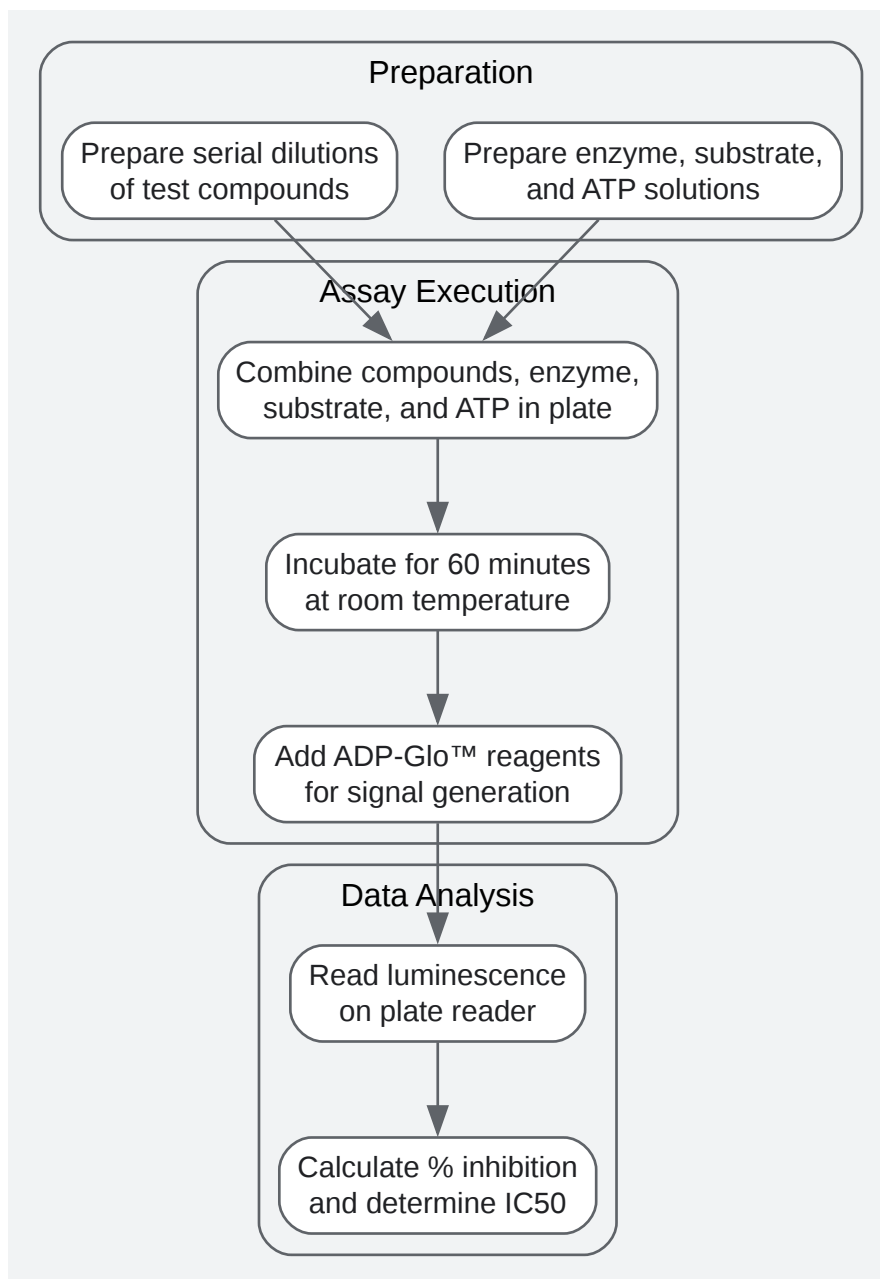 Preparation
Prepare serial dilutions
of test compounds
Prepare enzyme, substrate,
and ATP solutions
Assay Execution
Combine compounds, enzyme,
substrate, and ATP in plate
Incubate for 60 minutes
at room temperature
Add ADP-Glo™ reagents
for signal generation
Data Analysis
Read luminescence
on plate reader
Calculate % inhibition
and determine IC50